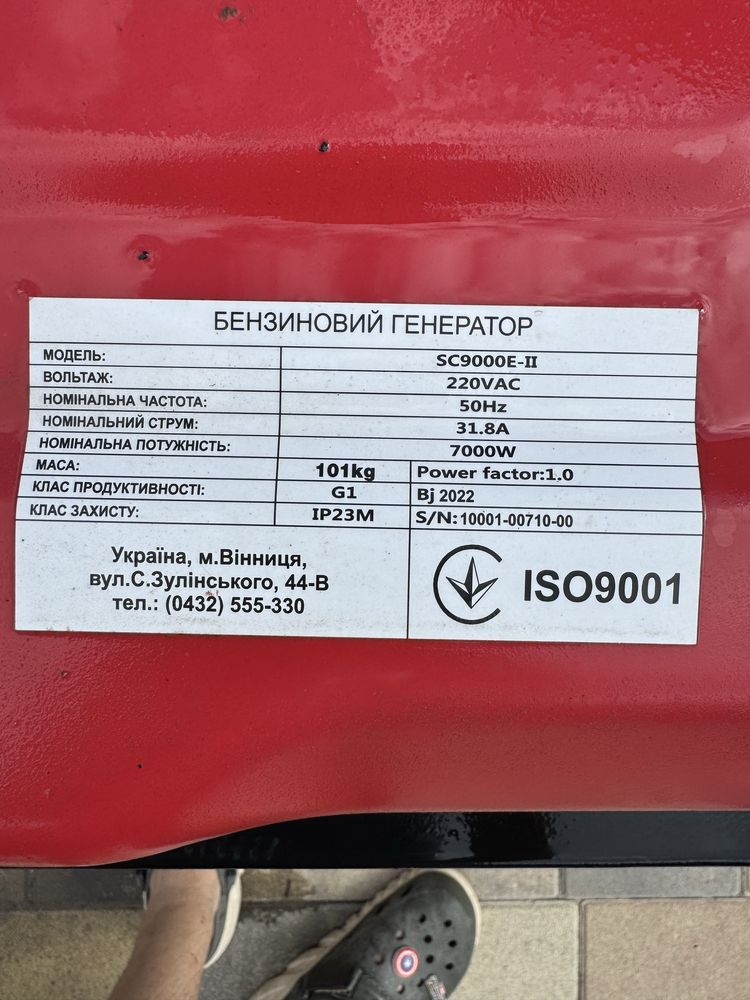 БЕНЗИНОВИЙ ГЕНЕРАТОР
МОДЕЛЬ: SC9000E-II
ВОЛЬТАЖ: 220VAC
НОМІНАЛЬНА ЧАСТОТА: 50Hz
НОМІНАЛЬНИЙ СТРУМ: 31.8A
НОМІНАЛЬНА ПОТУЖНІСТЬ: 7000W
МАСА: 101kg Power factor:1.0
КЛАС ПРОДУКТИВНОСТІ: G1 Bj 2022
КЛАС ЗАХИСТУ: IP23M S/N:10001-00710-00
Україна, м.Вінниця,
вул.С.Зулінського, 44-В
тел.: (0432) 555-330
ISO9001